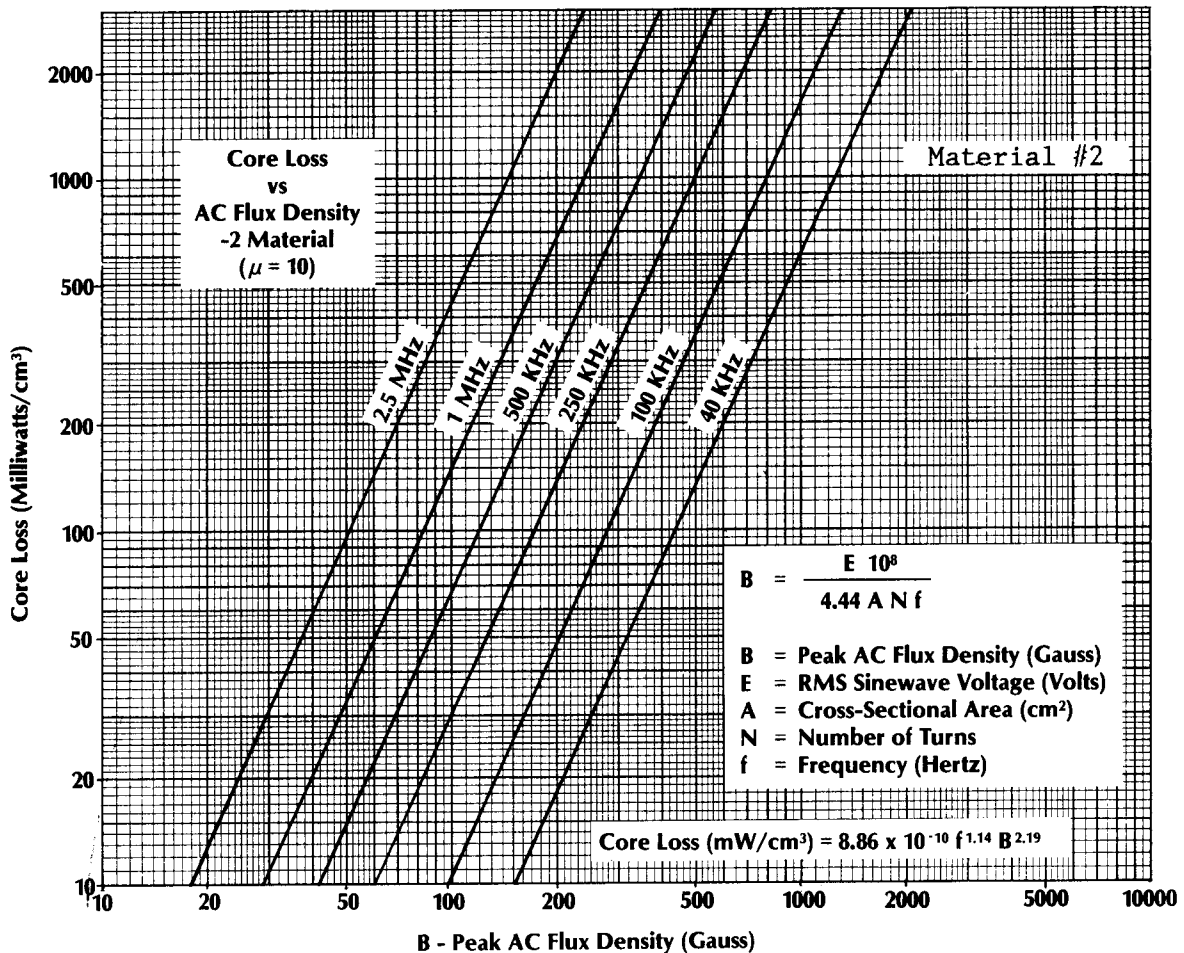 2000
1000
500
200
100
50
20
10
Core Loss (Milliwatts/cm³)
Core Loss
vs
AC Flux Density
-2 Material
(μ = 10)
Material #2
2.5 MHz
1 MHz
500 KHz
250 KHz
100 KHz
40 KHz
B = E 10⁸ / 4.44 A N f
B = Peak AC Flux Density (Gauss)
E = RMS Sinewave Voltage (Volts)
A = Cross-Sectional Area (cm²)
N = Number of Turns
f = Frequency (Hertz)
Core Loss (mW/cm³) = 8.86 x 10⁻¹⁰ f¹·¹⁴ B²·¹⁹
10 20 50 100 200 500 1000 2000 5000 10000
B - Peak AC Flux Density (Gauss)